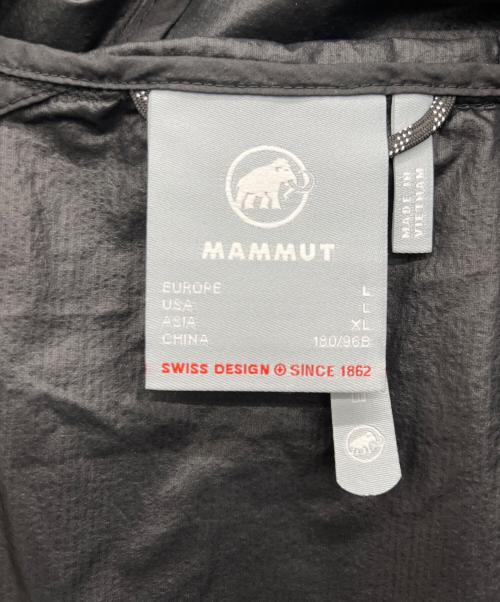 MAMMUT
EUROPE L
USA L
ASIA XL
CHINA 180/96B
SWISS DESIGN SINCE 1862
MADE IN
VIETNAM